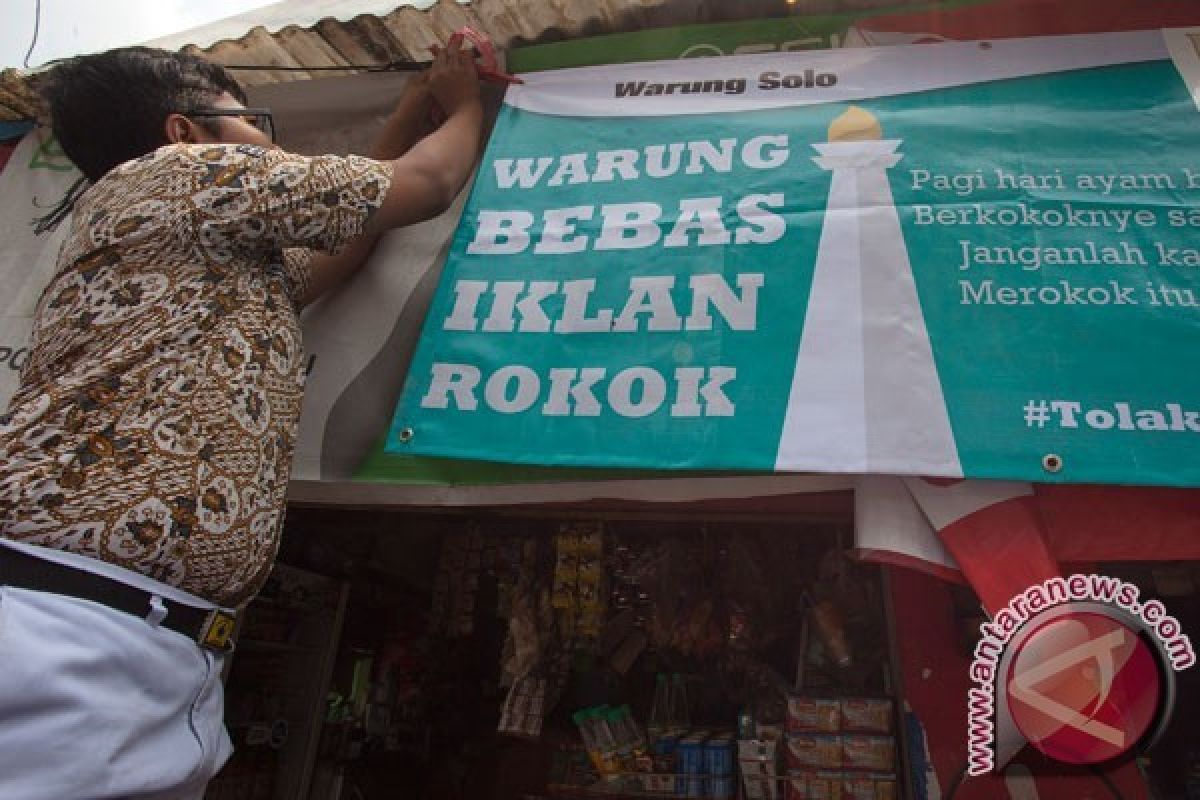 Warung Solo
WARUNG
BEBAS
IKLAN
ROKOK
Pagi hari ayam
Berkokoknye
Janganlah
Merokok itu
#Tolak
www.antaranews.com